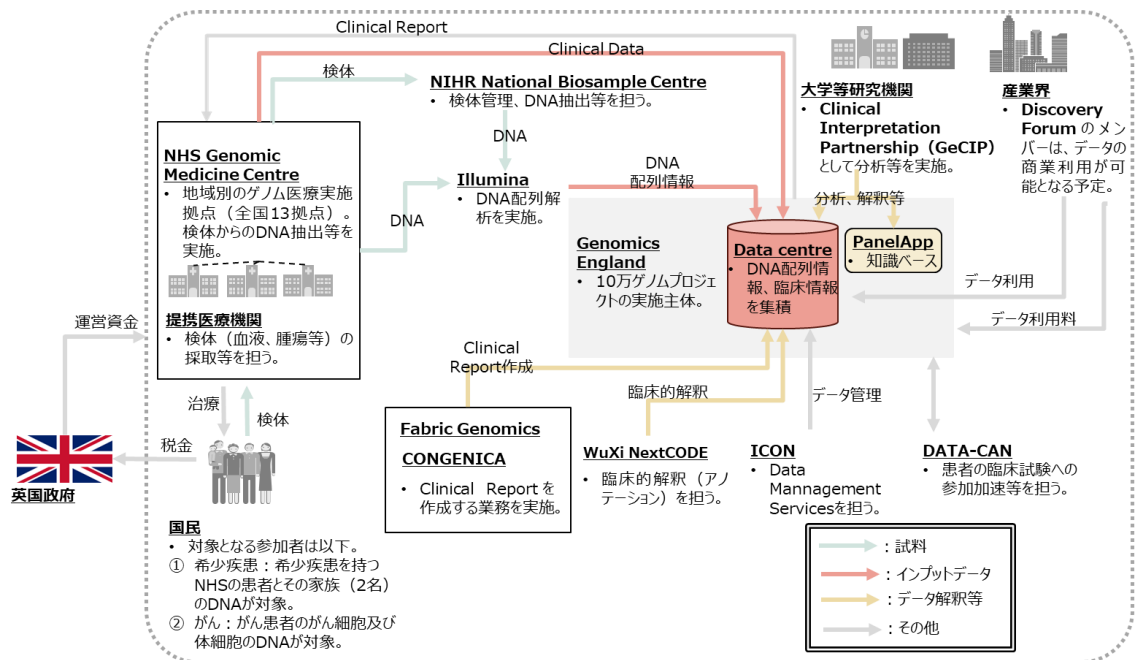 Clinical Report
Clinical Data
検体
NIHR National Biosample Centre
• 検体管理、DNA抽出等を担う。
大学等研究機関
• Clinical
Interpretation
Partnership（GeCIP）
として分析等を実施。
産業界
• Discovery
Forum のメン
バーは、データの
商業利用が可
能となる予定。
NHS Genomic
Medicine Centre
• 地域別のゲノム医療実施
拠点（全国13拠点）。
検体からのDNA抽出等を
実施。
DNA
DNA
Illumina
• DNA配列解
析を実施。
DNA
配列情報
分析、解釈等
Genomics
England
• 10万ゲノムプロジェ
クトの実施主体。
Data centre
• DNA配列情
報、臨床情報
を集積
PanelApp
• 知識ベース
データ利用
データ利用料
提携医療機関
• 検体（血液、腫瘍等）の
採取等を担う。
運営資金
治療
検体
税金
英国政府
Clinical
Report作成
臨床的解釈
データ管理
Fabric Genomics
CONGENICA
• Clinical Report を
作成する業務を実施。
WuXi NextCODE
• 臨床的解釈（アノ
テーション）を担う。
ICON
• Data
Mannagement
Servicesを担う。
DATA-CAN
• 患者の臨床試験への
参加加速等を担う。
国民
• 対象となる参加者は以下。
① 希少疾患：希少疾患を持つ
NHSの患者とその家族（2名）
のDNAが対象。
② がん：がん患者のがん細胞及び
体細胞のDNAが対象。
：試料
：インプットデータ
：データ解釈等
：その他